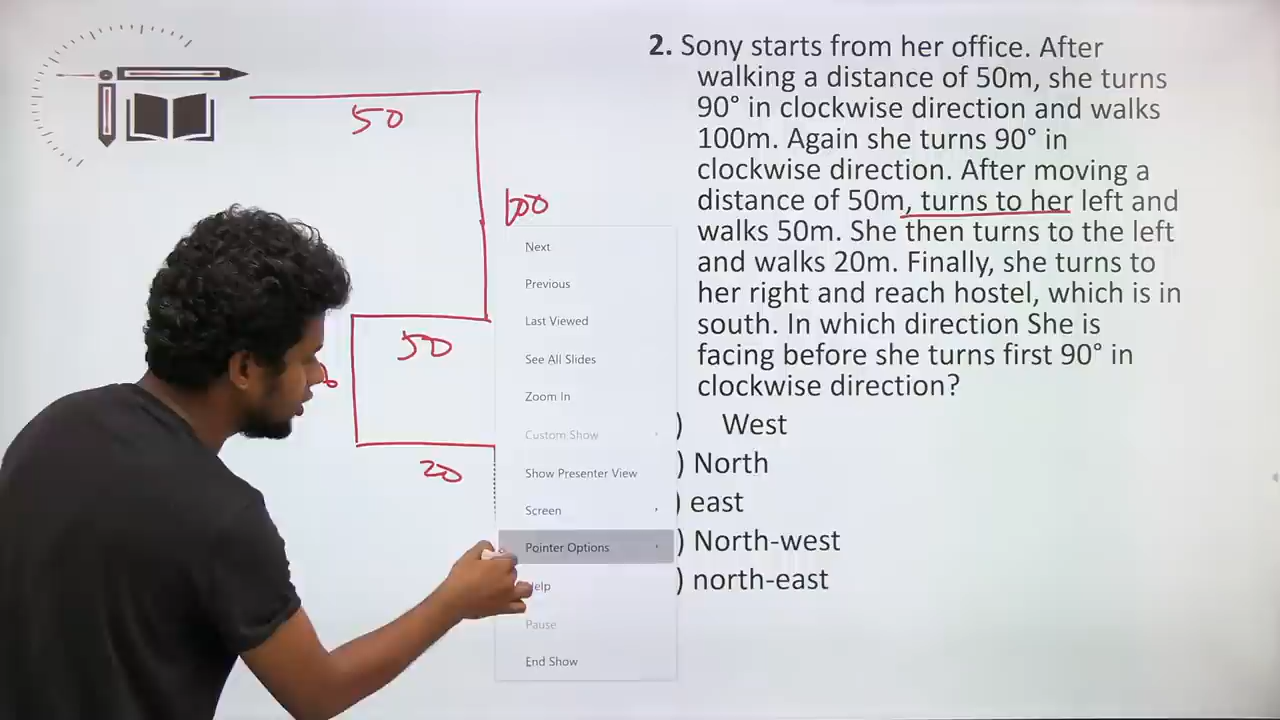 2. Sony starts from her office. After
walking a distance of 50m, she turns
90° in clockwise direction and walks
100m. Again she turns 90° in
clockwise direction. After moving a
distance of 50m, turns to her left and
walks 50m. She then turns to the left
and walks 20m. Finally, she turns to
her right and reach hostel, which is in
south. In which direction She is
facing before she turns first 90° in
clockwise direction?
) West
) North
) east
) North-west
) north-east
50
100
50
20
Next
Previous
Last Viewed
See All Slides
Zoom In
Custom Show
Show Presenter View
Screen
Pointer Options
Pause
End Show